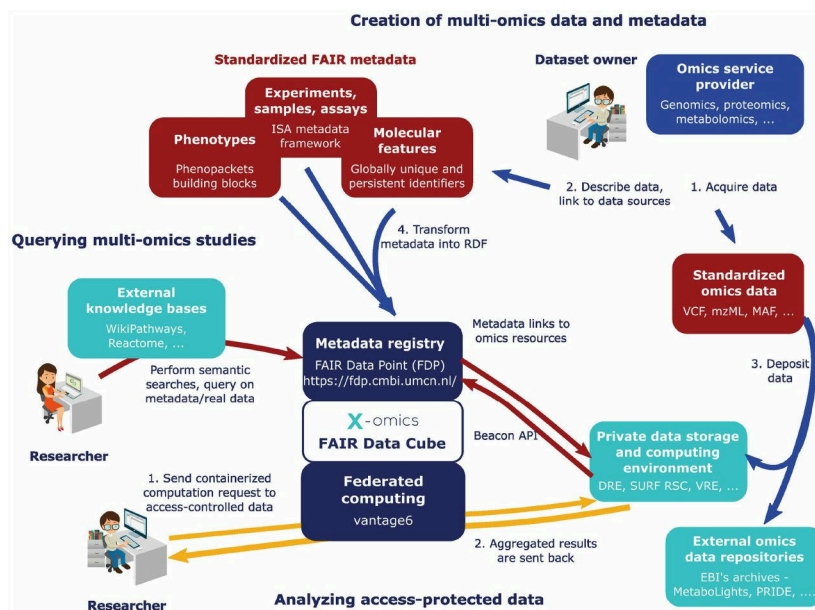 Creation of multi-omics data and metadata
Standardized FAIR metadata
Experiments,
samples, assays
ISA metadata
framework
Phenotypes
Phenopackets
building blocks
Molecular
features
Globally unique and
persistent identifiers
Dataset owner
Omics service
provider
Genomics, proteomics,
metabolomics, ...
2. Describe data,
link to data sources
1. Acquire data
4. Transform
metadata into RDF
Querying multi-omics studies
External
knowledge bases
WikiPathways,
Reactome, ...
Standardized
omics data
VCF, mzML, MAF, ...
Metadata registry
FAIR Data Point (FDP)
https://fdp.cmbi.umcn.nl/
Metadata links to
omics resources
Perform semantic
searches, query on
metadata/real data
3. Deposit
data
Researcher
X-omics
FAIR Data Cube
Beacon API
Private data storage
and computing
environment
DRE, SURF RSC, VRE, ...
1. Send containerized
computation request to
access-controlled data
Federated
computing
vantage6
2. Aggregated results
are sent back
External omics
data repositories
EBI's archives -
MetaboLights, PRIDE, ....
Researcher
Analyzing access-protected data